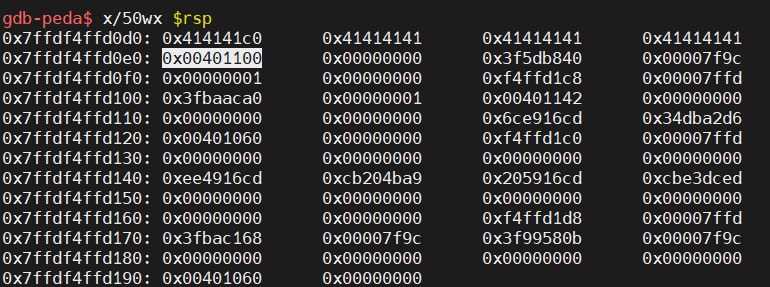 gdb-peda$ x/50wx $rsp
0x7ffdf4ffd0d0: 0x414141c0 0x41414141 0x41414141 0x41414141
0x7ffdf4ffd0e0: 0x00401100 0x00000000 0x3f5db840 0x00007f9c
0x7ffdf4ffd0f0: 0x00000001 0x00000000 0xf4ffd1c8 0x00007ffd
0x7ffdf4ffd100: 0x3fbaaca0 0x00000001 0x00401142 0x00000000
0x7ffdf4ffd110: 0x00000000 0x00000000 0x6ce916cd 0x34dba2d6
0x7ffdf4ffd120: 0x00401060 0x00000000 0xf4ffd1c0 0x00007ffd
0x7ffdf4ffd130: 0x00000000 0x00000000 0x00000000 0x00000000
0x7ffdf4ffd140: 0xee4916cd 0xcb204ba9 0x205916cd 0xcbe3dced
0x7ffdf4ffd150: 0x00000000 0x00000000 0x00000000 0x00000000
0x7ffdf4ffd160: 0x00000000 0x00000000 0xf4ffd1d8 0x00007ffd
0x7ffdf4ffd170: 0x3fbac168 0x00007f9c 0x3f99580b 0x00007f9c
0x7ffdf4ffd180: 0x00000000 0x00000000 0x00000000 0x00000000
0x7ffdf4ffd190: 0x00401060 0x00000000